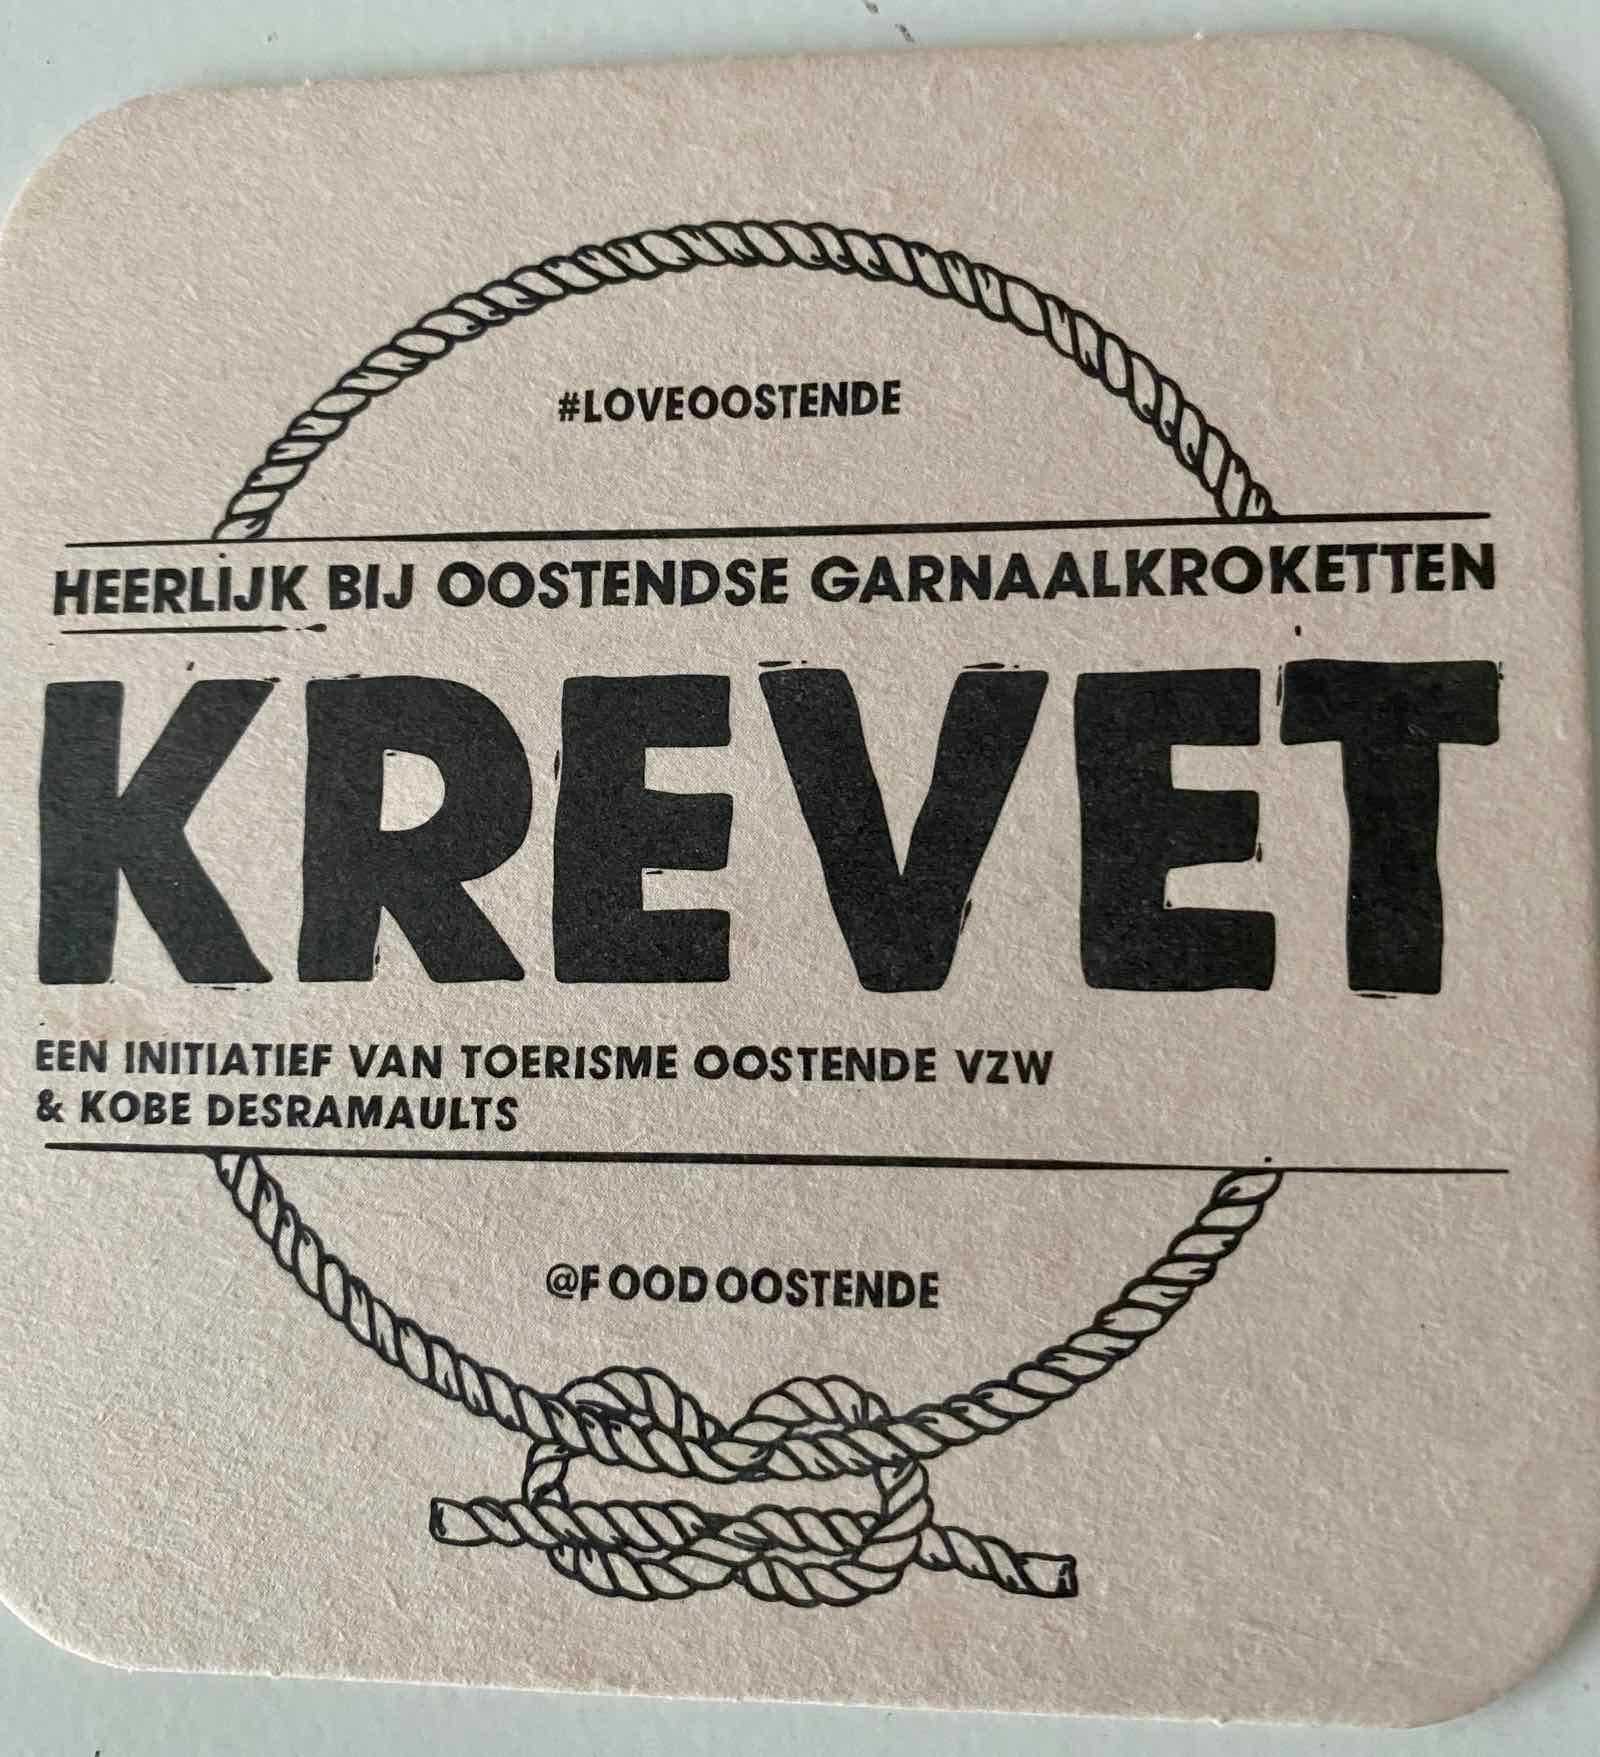 #LOVEOOSTENDE
HEERLIJK BIJ OOSTENDSE GARNAALKROKETTEN
KREVET
EEN INITIATIEF VAN TOERISME OOSTENDE VZW
& KOBE DESRAMAULTS
@FOODOOSTENDE